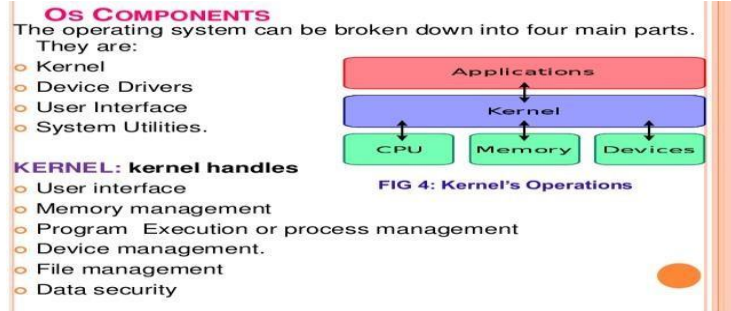 OS COMPONENTS
The operating system can be broken down into four main parts.
They are:
Kernel
Device Drivers
User Interface
System Utilities.
Applications
Kernel
CPU
Memory
Devices
FIG 4: Kernel's Operations
KERNEL: kernel handles
User interface
Memory management
Program Execution or process management
Device management.
File management
Data security